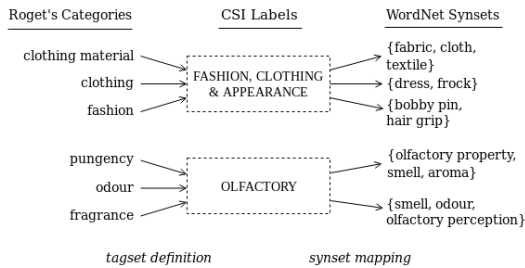 Roget's Categories
CSI Labels
WordNet Synsets
clothing material
clothing
fashion
FASHION, CLOTHING
& APPEARANCE
{fabric, cloth,
textile}
{dress, frock}
{bobby pin,
hair grip}
pungency
odour
fragrance
OLFACTORY
{olfactory property,
smell, aroma}
{smell, odour,
olfactory perception}
tagset definition
synset mapping